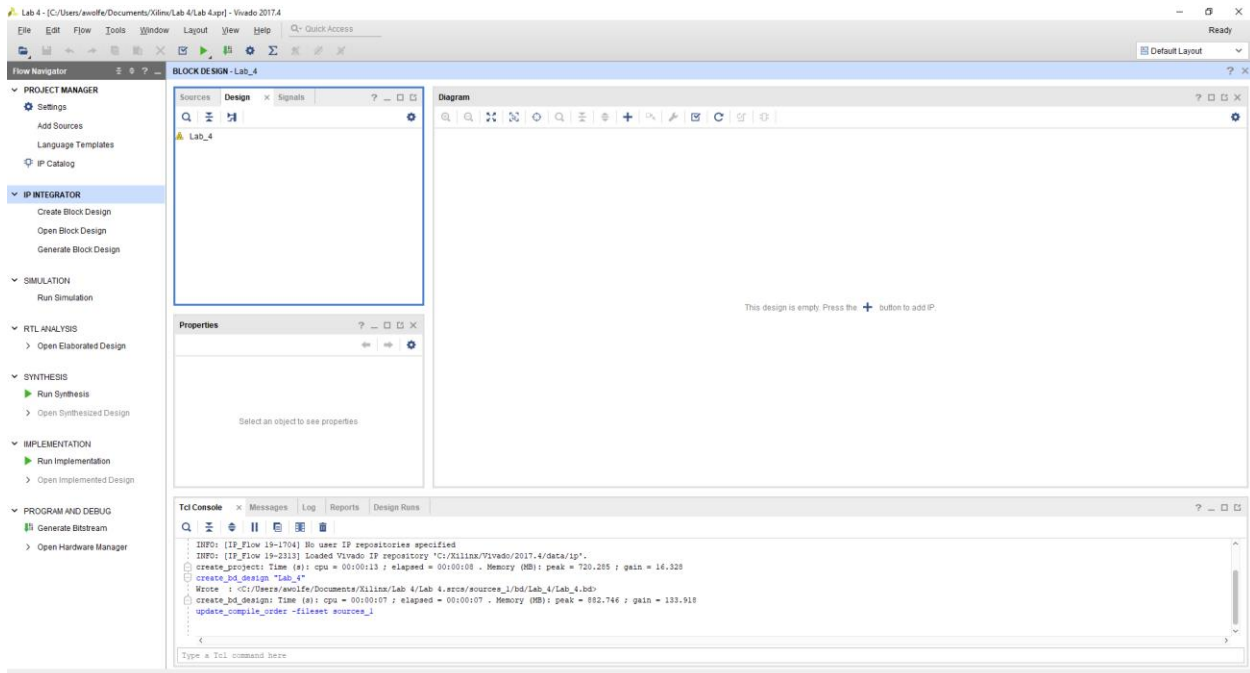 Lab 4 - [C:/Users/awolfe/Documents/Xilinx/Lab 4/Lab 4.xpr] - Vivado 2017.4
File Edit Flow Tools Window Layout View Help Quick Access
Ready
Default Layout
Flow Navigator
PROJECT MANAGER
Settings
Add Sources
Language Templates
IP Catalog
IP INTEGRATOR
Create Block Design
Open Block Design
Generate Block Design
SIMULATION
Run Simulation
RTL ANALYSIS
Open Elaborated Design
SYNTHESIS
Run Synthesis
Open Synthesized Design
IMPLEMENTATION
Run Implementation
Open Implemented Design
PROGRAM AND DEBUG
Generate Bitstream
Open Hardware Manager
BLOCK DESIGN - Lab_4
Sources Design Signals
Lab_4
Properties
Select an object to see properties
Diagram
This design is empty. Press the + button to add IP.
Tcl Console Messages Log Reports Design Runs
INFO: [IP_Flow 19-1704] No user IP repositories specified
INFO: [IP_Flow 19-2313] Loaded Vivado IP repository 'C:/Xilinx/Vivado/2017.4/data/ip'.
create_project: Time (s): cpu = 00:00:13 ; elapsed = 00:00:08 . Memory (MB): peak = 720.285 ; gain = 16.328
create_bd_design "Lab_4"
Wrote : <C:/Users/awolfe/Documents/Xilinx/Lab 4/Lab 4.srcs/sources_1/bd/Lab_4/Lab_4.bd>
create_bd_design: Time (s): cpu = 00:00:07 ; elapsed = 00:00:07 . Memory (MB): peak = 882.746 ; gain = 133.918
update_compile_order -fileset sources_1
Type a Tcl command here